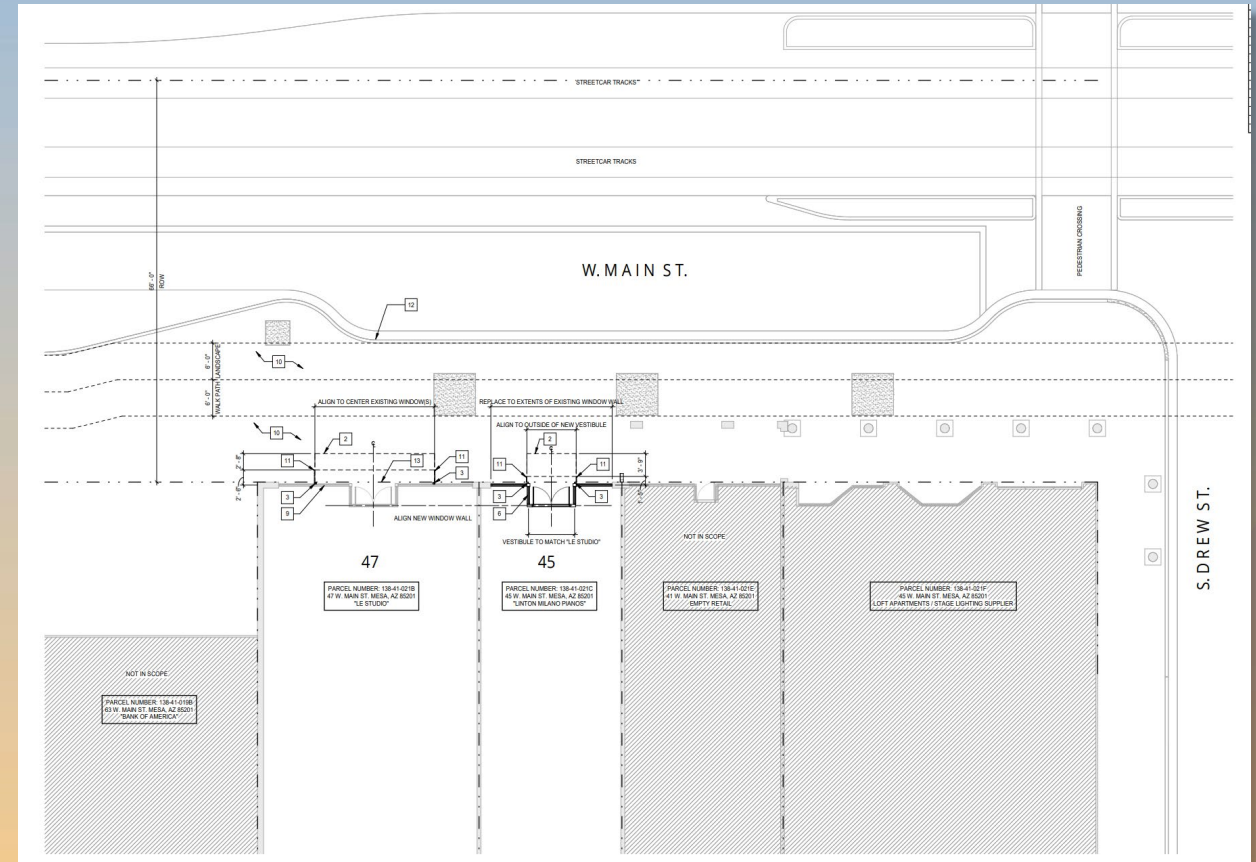 STREETCAR TRACKS
STREETCAR TRACKS
PEDESTRIAN CROSSING
W. MAIN ST.
ROW
12
10
6' - 0"
LANDSCAPE
6' - 0"
WALK PATH
ALIGN TO CENTER EXISTING WINDOW(S)
REPLACE TO EXTENTS OF EXISTING WINDOW WALL
ALIGN TO OUTSIDE OF NEW VESTIBULE
10
2
2
2' - 8"
11
13
11
11
11
3' - 9"
3
2' - 6"
3
3
3
1' - 5"
9
6
ALIGN NEW WINDOW WALL
VESTIBULE TO MATCH "LE STUDIO"
NOT IN SCOPE
S. DREW ST.
47
45
PARCEL NUMBER: 138-41-021B
47 W. MAIN ST. MESA, AZ 85201
"LE STUDIO"
PARCEL NUMBER: 138-41-021C
45 W. MAIN ST. MESA, AZ 85201
"LINTON MILANO PIANOS"
PARCEL NUMBER: 138-41-021E
41 W. MAIN ST. MESA, AZ 85201
EMPTY RETAIL
PARCEL NUMBER: 138-41-021F
45 W. MAIN ST. MESA, AZ 85201
LOFT APARTMENTS / STAGE LIGHTING SUPPLIER
NOT IN SCOPE
PARCEL NUMBER: 138-41-019B
63 W. MAIN ST. MESA, AZ 85201
"BANK OF AMERICA"